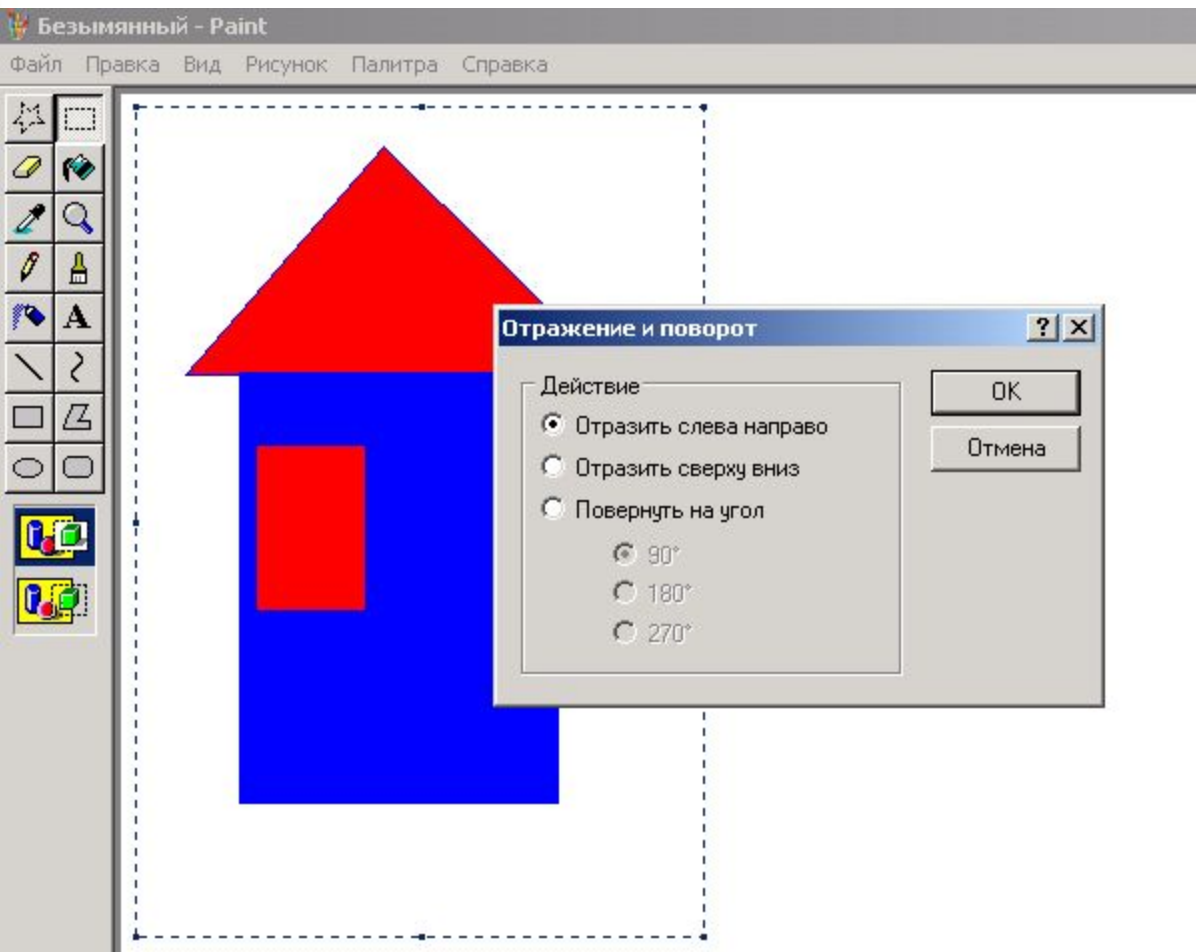 Безымянный - Paint
Файл Правка Вид Рисунок Палитра Справка
A
Отражение и поворот ?
Действие
Отразить слева направо
Отразить сверху вниз
Повернуть на угол
90°
180°
270°
OK
Отмена